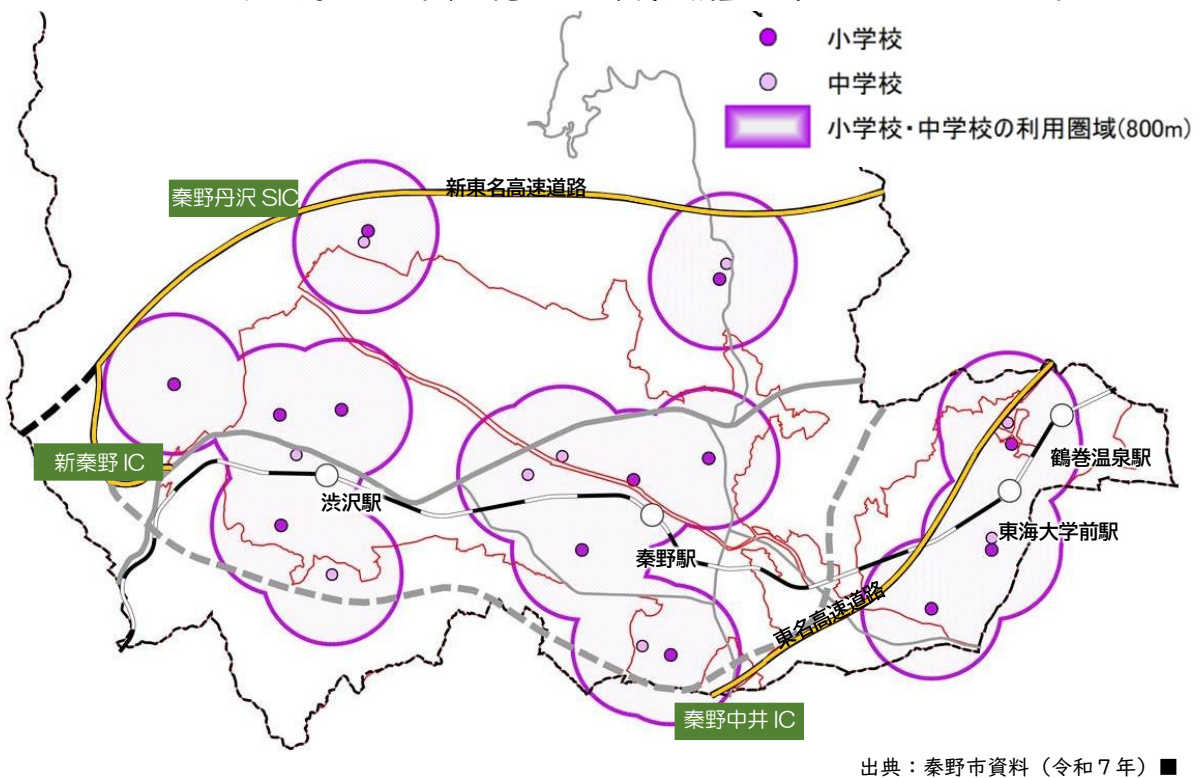 小学校
中学校
小学校・中学校の利用圏域(800m)
新東名高速道路
秦野丹沢 SIC
新秦野 IC
渋沢駅
秦野駅
鶴巻温泉駅
東海大学前駅
東名高速道路
秦野中井 IC
出典：秦野市資料（令和７年）■